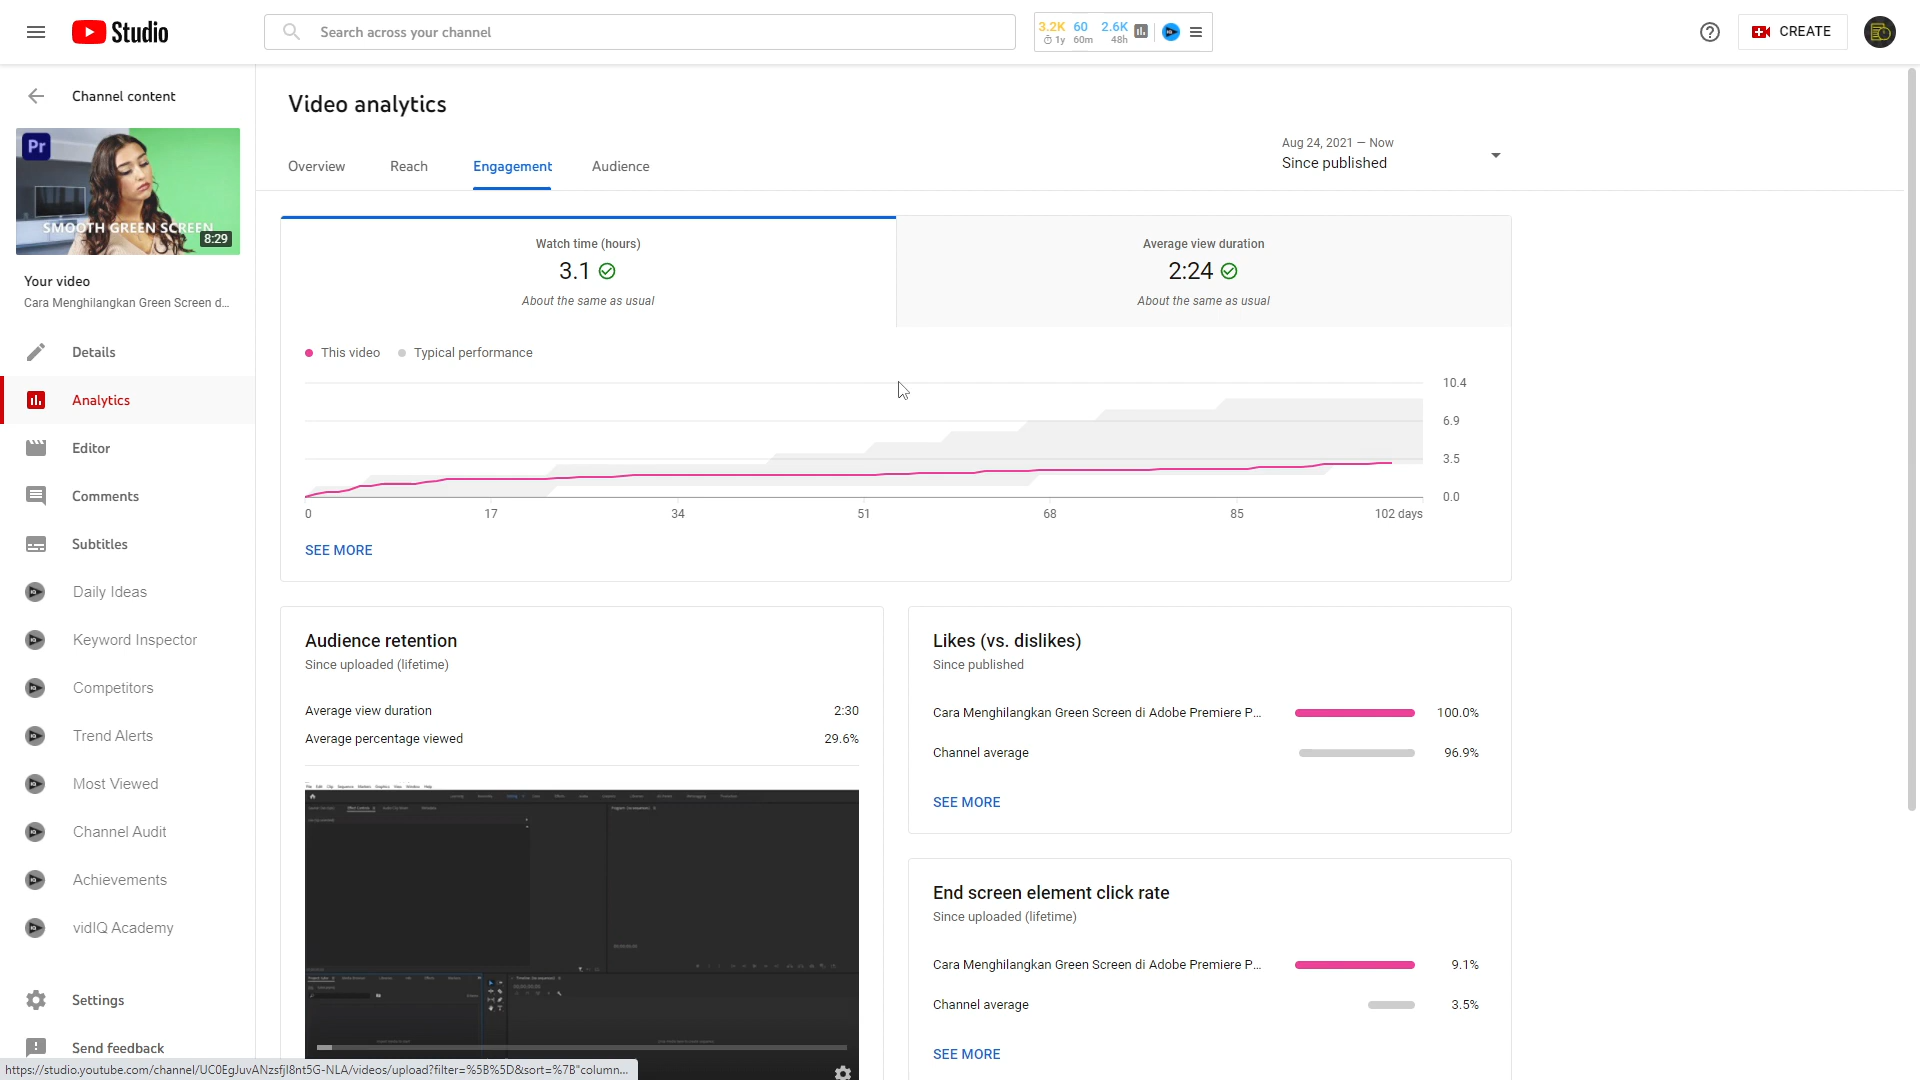 Studio
Search across your channel
3.2K 60 2.6K
1y 60m 48h
CREATE
Channel content
Pr
SMOOTH GREEN SCREEN
8:29
Your video
Cara Menghilangkan Green Screen d...
Details
Analytics
Editor
Comments
Subtitles
Daily Ideas
Keyword Inspector
Competitors
Trend Alerts
Most Viewed
Channel Audit
Achievements
vidIQ Academy
Settings
Send feedback
https://studio.youtube.com/channel/UC0EgJuvANzsfjI8nt5G-NLA/videos/upload?filter=%5B%5D&sort=%7B"column...
Video analytics
Overview Reach Engagement Audience
Aug 24, 2021 – Now
Since published
Watch time (hours)
3.1
About the same as usual
Average view duration
2:24
About the same as usual
This video Typical performance
10.4
6.9
3.5
0.0
0 17 34 51 68 85 102 days
SEE MORE
Audience retention
Since uploaded (lifetime)
Average view duration 2:30
Average percentage viewed 29.6%
Likes (vs. dislikes)
Since published
Cara Menghilangkan Green Screen di Adobe Premiere P... 100.0%
Channel average 96.9%
SEE MORE
End screen element click rate
Since uploaded (lifetime)
Cara Menghilangkan Green Screen di Adobe Premiere P... 9.1%
Channel average 3.5%
SEE MORE